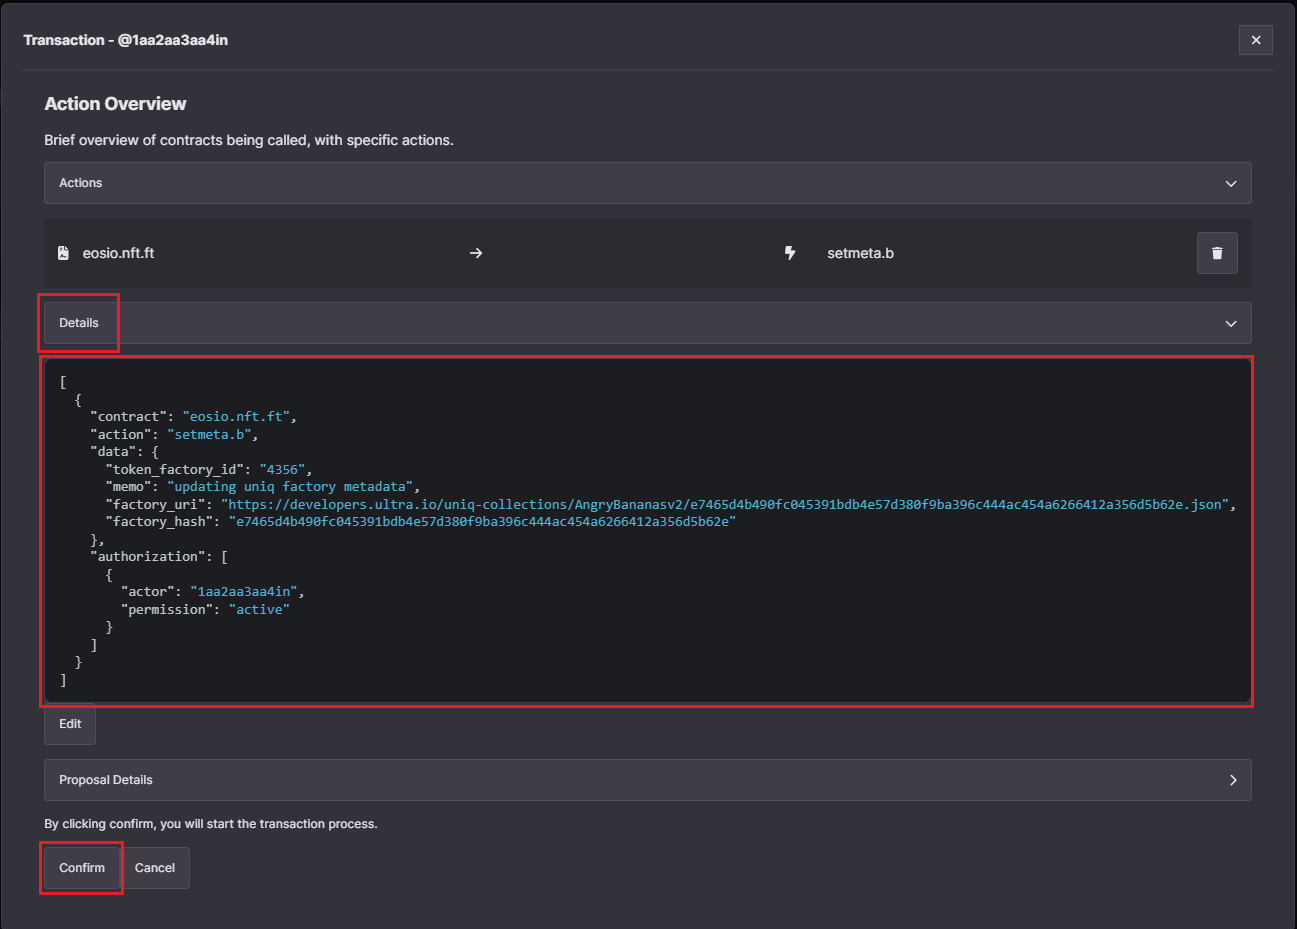 Transaction - @1aa2aa3aa4in
Action Overview
Brief overview of contracts being called, with specific actions.
Actions
eosio.nft.ft → setmeta.b
Details
[
  {
    "contract": "eosio.nft.ft",
    "action": "setmeta.b",
    "data": {
      "token_factory_id": "4356",
      "memo": "updating uniq factory metadata",
      "factory_uri": "https://developers.ultra.io/uniq-collections/AngryBananasv2/e7465d4b490fc045391bdb4e57d380f9ba396c444ac454a6266412a356d5b62e.json",
      "factory_hash": "e7465d4b490fc045391bdb4e57d380f9ba396c444ac454a6266412a356d5b62e"
    },
    "authorization": [
      {
        "actor": "1aa2aa3aa4in",
        "permission": "active"
      }
    ]
  }
]
Edit
Proposal Details
By clicking confirm, you will start the transaction process.
Confirm Cancel